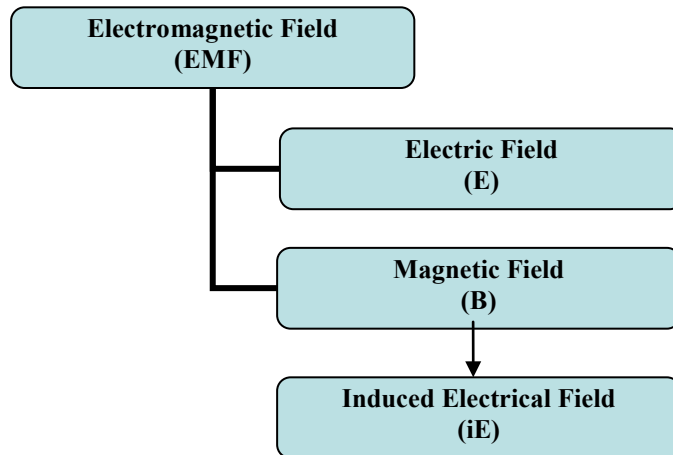 Electromagnetic Field
(EMF)
Electric Field
(E)
Magnetic Field
(B)
Induced Electrical Field
(iE)